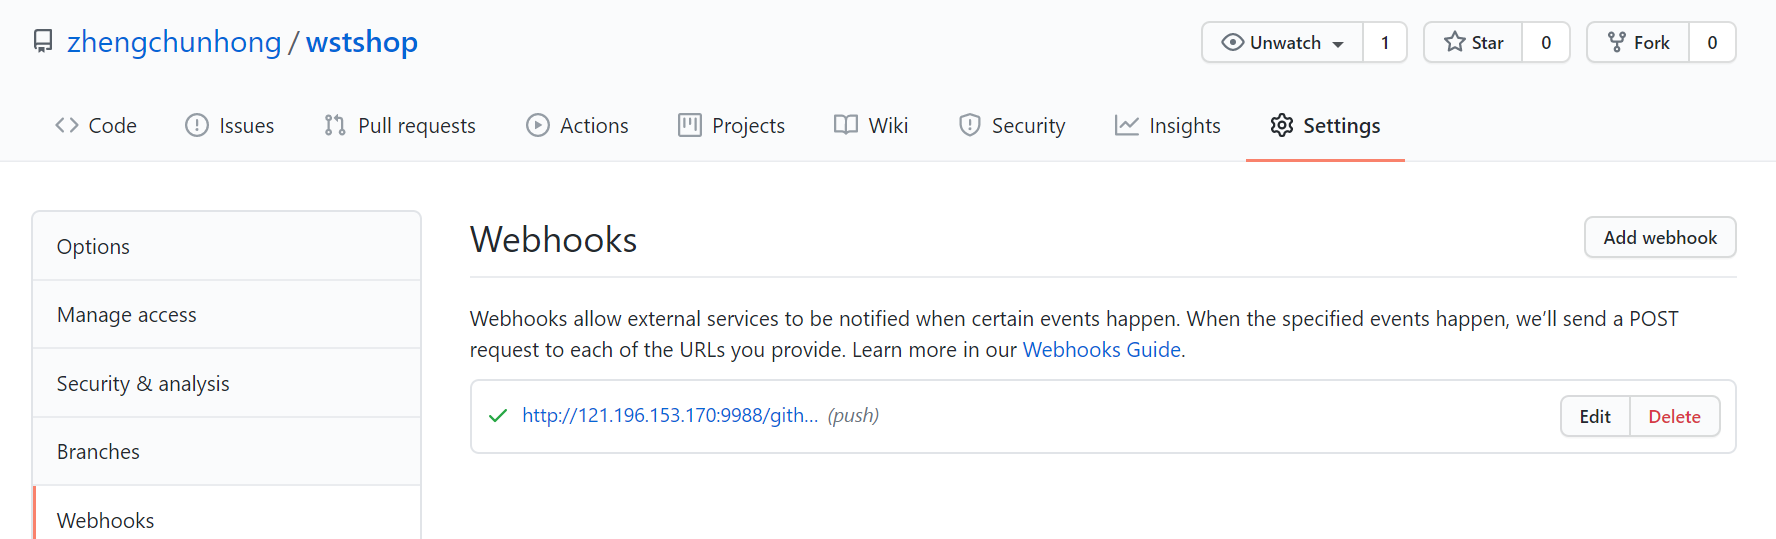 zhengchunhong / wstshop
Unwatch 1 Star 0 Fork 0
Code Issues Pull requests Actions Projects Wiki Security Insights Settings
Options
Manage access
Security & analysis
Branches
Webhooks
Webhooks
Add webhook
Webhooks allow external services to be notified when certain events happen. When the specified events happen, we’ll send a POST
request to each of the URLs you provide. Learn more in our Webhooks Guide.
http://121.196.153.170:9988/gith... (push)
Edit Delete